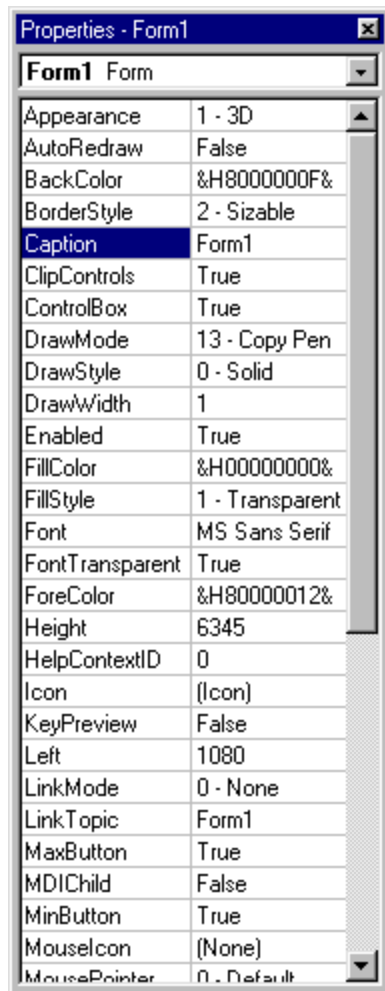 Properties - Form1
Form1 Form
Appearance 1 - 3D
AutoRedraw False
BackColor &H8000000F&
BorderStyle 2 - Sizable
Caption Form1
ClipControls True
ControlBox True
DrawMode 13 - Copy Pen
DrawStyle 0 - Solid
DrawWidth 1
Enabled True
FillColor &H00000000&
FillStyle 1 - Transparent
Font MS Sans Serif
FontTransparent True
ForeColor &H80000012&
Height 6345
HelpContextID 0
Icon (Icon)
KeyPreview False
Left 1080
LinkMode 0 - None
LinkTopic Form1
MaxButton True
MDIChild False
MinButton True
MouseIcon (None)
MousePointer 0 - Default